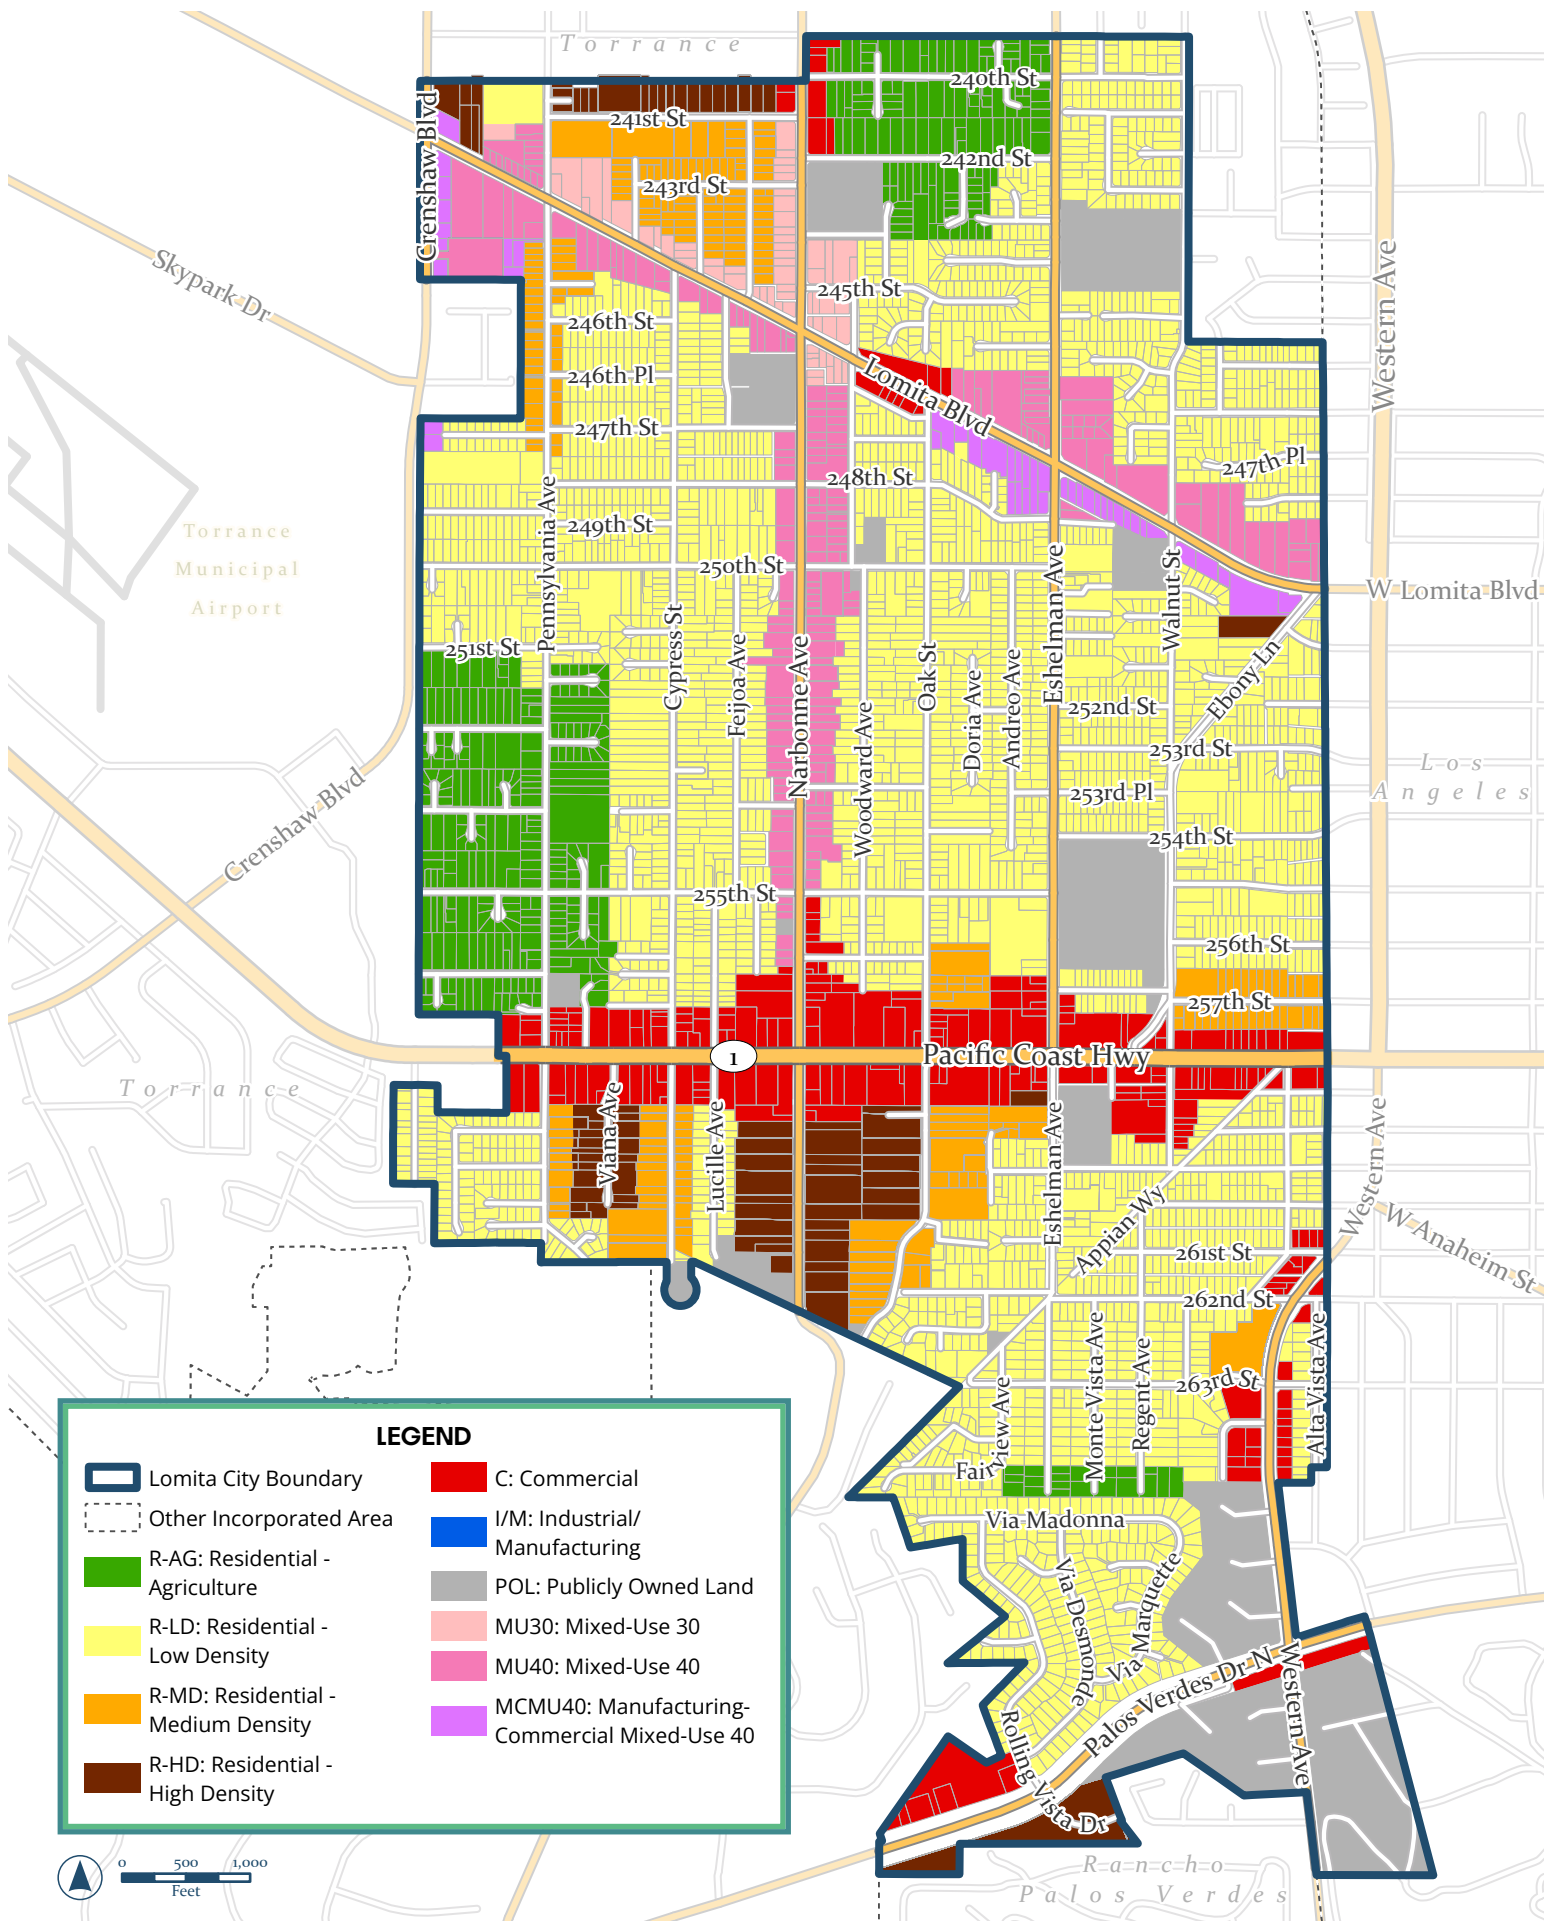 Torrance
240th St
241st St
242nd St
243rd St
Crenshaw Blvd
Skypark Dr
Western Ave
245th St
246th St
246th Pl
Lomita Blvd
247th St
247th Pl
248th St
249th St
Torrance
Municipal
Airport
Pennsylvania Ave
250th St
Eshelman Ave
Walnut St
W Lomita Blvd
251st St
Cypress St
Feijoa Ave
Narbonne Ave
Woodward Ave
Oak St
Doria Ave
Andreo Ave
Ebony Ln
252nd St
253rd St
253rd Pl
254th St
Los
Angeles
Crenshaw Blvd
255th St
256th St
257th St
1
Pacific Coast Hwy
Torrance
Viana Ave
Lucille Ave
Eshelman Ave
Appian Wy
Western Ave
W Anaheim St
261st St
262nd St
263rd St
Fairview Ave
Monte Vista Ave
Regent Ave
Alta Vista Ave
Via Madonna
Via Desmonde
Via Marquette
Palos Verdes Dr N
Western Ave
Rolling Vista Dr
Rancho
Palos Verdes
LEGEND
Lomita City Boundary
Other Incorporated Area
R-AG: Residential -
Agriculture
R-LD: Residential -
Low Density
R-MD: Residential -
Medium Density
R-HD: Residential -
High Density
C: Commercial
I/M: Industrial/
Manufacturing
POL: Publicly Owned Land
MU30: Mixed-Use 30
MU40: Mixed-Use 40
MCMU40: Manufacturing-
Commercial Mixed-Use 40
0 500 1,000
Feet